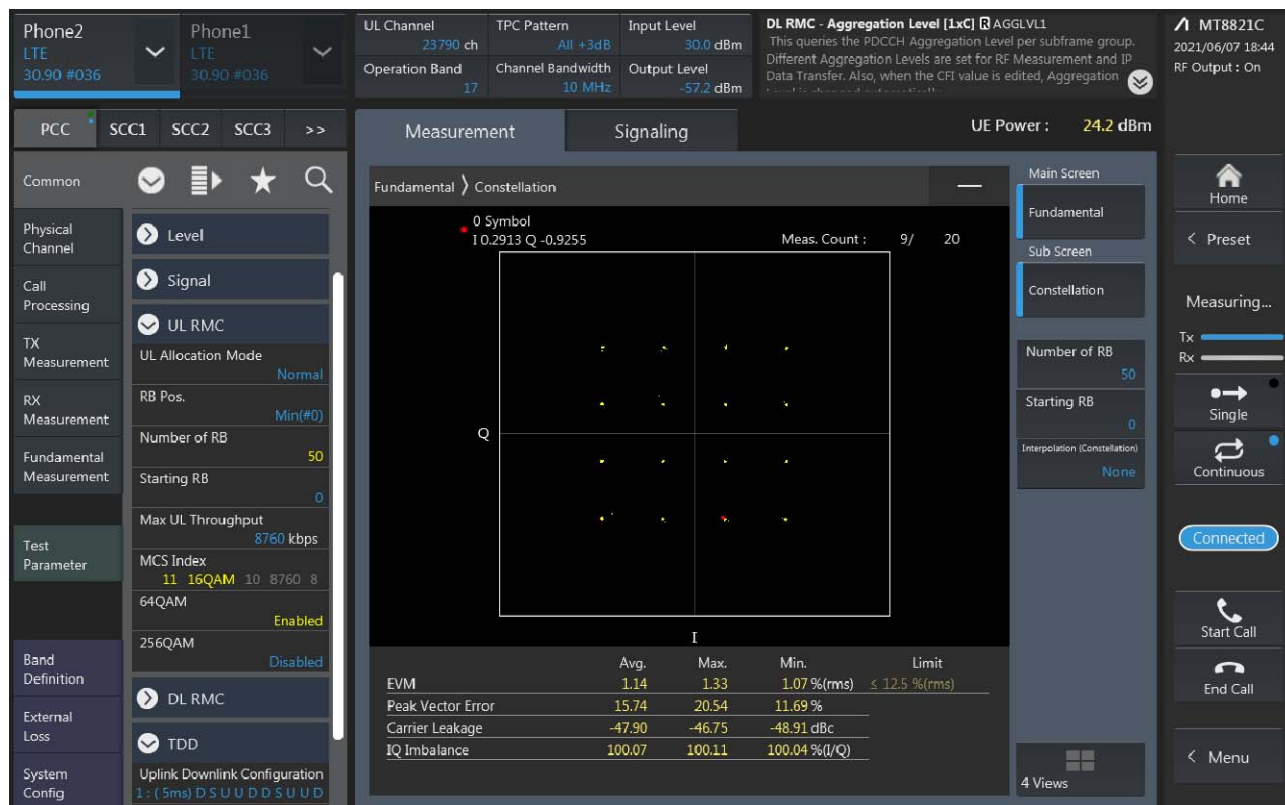 Phone2
LTE
30.90 #036
Phone1
LTE
30.90 #036
UL Channel
23790 ch
TPC Pattern
All +3dB
Input Level
30.0 dBm
Operation Band
17
Channel Bandwidth
10 MHz
Output Level
-57.2 dBm
DL RMC - Aggregation Level [1xC] R AGGLVL1
This queries the PDCCH Aggregation Level per subframe group.
Different Aggregation Levels are set for RF Measurement and IP
Data Transfer. Also, when the CFI value is edited, Aggregation
MT8821C
2021/06/07 18:44
RF Output : On
PCC SCC1 SCC2 SCC3 >>
Measurement
Signaling
UE Power : 24.2 dBm
Common
Physical
Channel
Call
Processing
TX
Measurement
RX
Measurement
Fundamental
Measurement
Test
Parameter
Band
Definition
External
Loss
System
Config
Level
Signal
UL RMC
UL Allocation Mode
Normal
RB Pos.
Min(#0)
Number of RB
50
Starting RB
0
Max UL Throughput
8760 kbps
MCS Index
11 16QAM 10 8760 8
64QAM
Enabled
256QAM
Disabled
DL RMC
TDD
Uplink Downlink Configuration
1 : ( 5ms) D S U U D D S U U D
Fundamental 〉 Constellation
0 Symbol
I 0.2913 Q -0.9255
Meas. Count : 9/ 20
Q
I
Avg. Max. Min. Limit
EVM 1.14 1.33 1.07 %(rms) ≤ 12.5 %(rms)
Peak Vector Error 15.74 20.54 11.69 %
Carrier Leakage -47.90 -46.75 -48.91 dBc
IQ Imbalance 100.07 100.11 100.04 %(I/Q)
Main Screen
Fundamental
Sub Screen
Constellation
Number of RB
50
Starting RB
0
Interpolation (Constellation)
None
4 Views
Home
< Preset
Measuring...
Tx
Rx
Single
Continuous
Connected
Start Call
End Call
< Menu